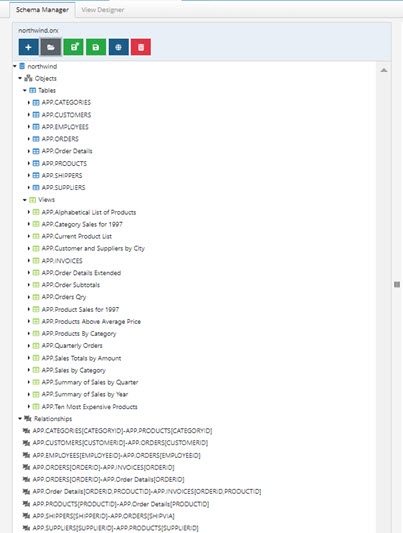 Schema Manager View Designer
northwind.orx
northwind
Objects
Tables
APP.CATEGORIES
APP.CUSTOMERS
APP.EMPLOYEES
APP.ORDERS
APP.Order Details
APP.PRODUCTS
APP.SHIPPERS
APP.SUPPLIERS
Views
APP.Alphabetical List of Products
APP.Category Sales for 1997
APP.Current Product List
APP.Customer and Suppliers by City
APP.INVOICES
APP.Order Details Extended
APP.Order Subtotals
APP.Orders Qry
APP.Product Sales for 1997
APP.Products Above Average Price
APP.Products By Category
APP.Quarterly Orders
APP.Sales Totals by Amount
APP.Sales by Category
APP.Summary of Sales by Quarter
APP.Summary of Sales by Year
APP.Ten Most Expensive Products
Relationships
APP.CATEGORIES[CATEGORYID]-APP.PRODUCTS[CATEGORYID]
APP.CUSTOMERS[CUSTOMERID]-APP.ORDERS[CUSTOMERID]
APP.EMPLOYEES[EMPLOYEEID]-APP.ORDERS[EMPLOYEEID]
APP.ORDERS[ORDERID]-APP.INVOICES[ORDERID]
APP.ORDERS[ORDERID]-APP.Order Details[ORDERID]
APP.Order Details[ORDERID,PRODUCTID]-APP.INVOICES[ORDERID,PRODUCTID]
APP.PRODUCTS[PRODUCTID]-APP.Order Details[PRODUCTID]
APP.SHIPPERS[SHIPPERID]-APP.ORDERS[SHIPVIA]
APP.SUPPLIERS[SUPPLIERID]-APP.PRODUCTS[SUPPLIERID]